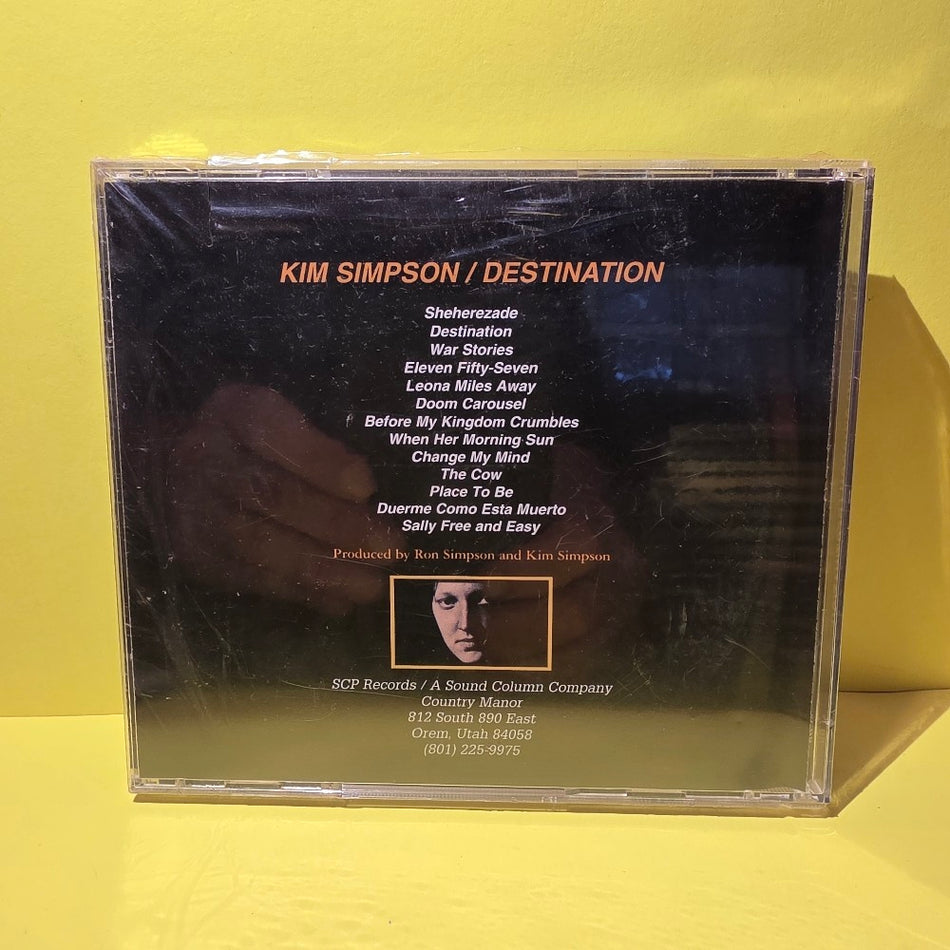 KIM SIMPSON / DESTINATION
Sheherezade
Destination
War Stories
Eleven Fifty-Seven
Leona Miles Away
Doom Carousel
Before My Kingdom Crumbles
When Her Morning Sun
Change My Mind
The Cow
Place To Be
Duerme Como Esta Muerto
Sally Free and Easy
Produced by Ron Simpson and Kim Simpson
SCP Records / A Sound Column Company
Country Manor
812 South 890 East
Orem, Utah 84058
(801) 225-9975